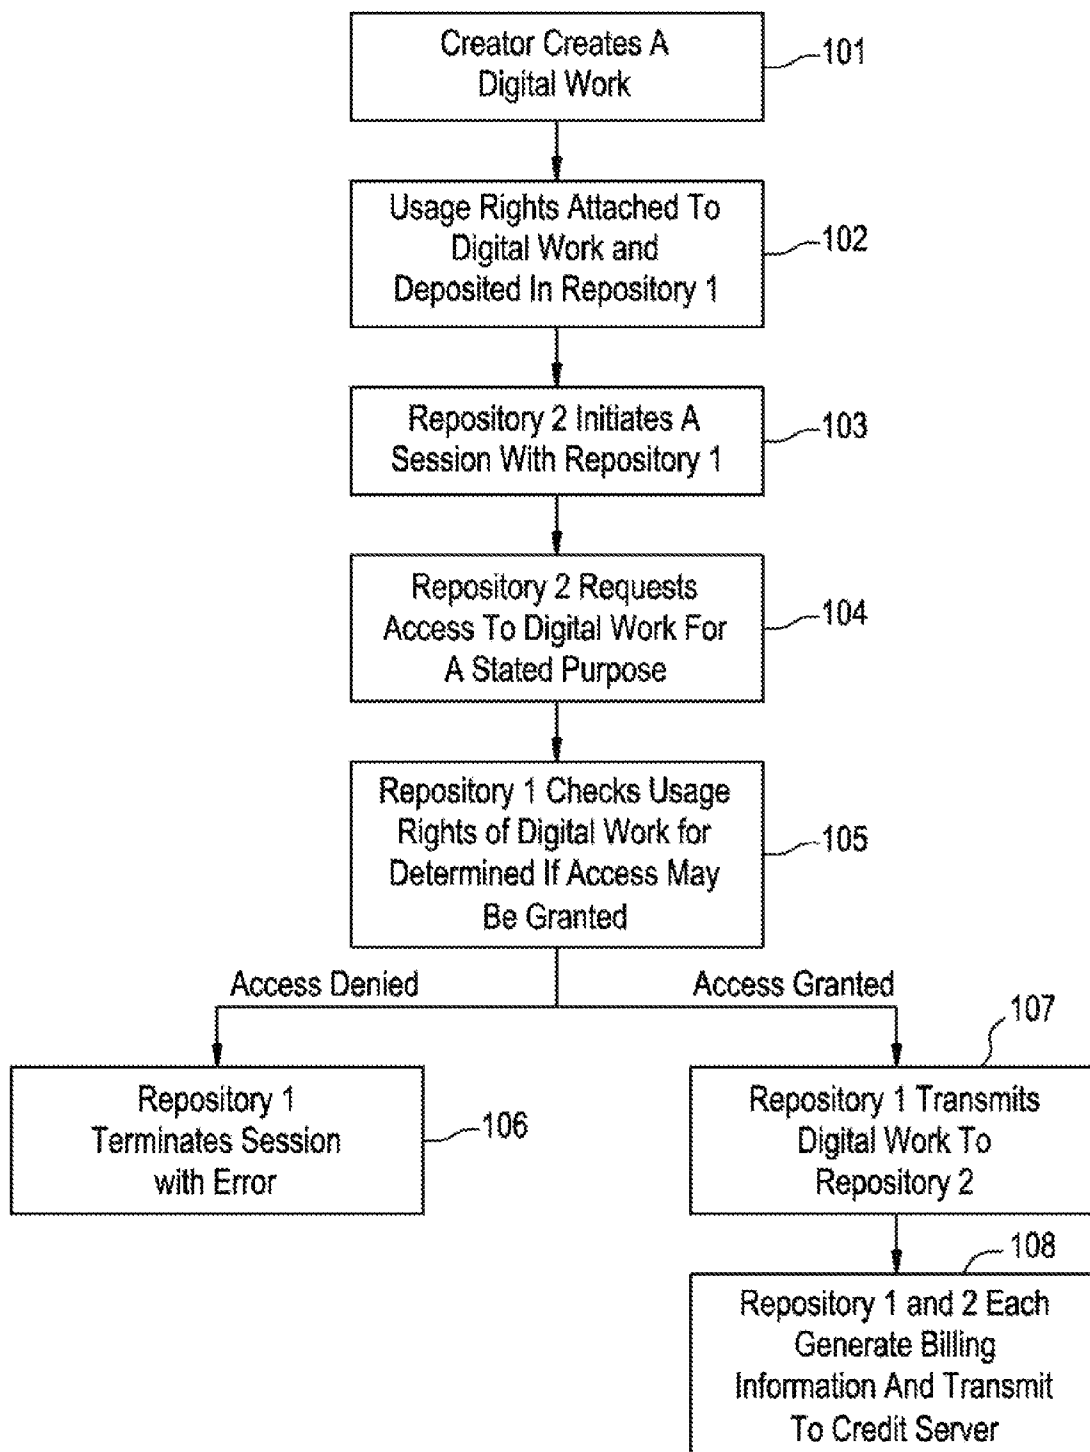 Creator Creates A
Digital Work
101
Usage Rights Attached To
Digital Work and
Deposited In Repository 1
102
Repository 2 Initiates A
Session With Repository 1
103
Repository 2 Requests
Access To Digital Work For
A Stated Purpose
104
Repository 1 Checks Usage
Rights of Digital Work for
Determined If Access May
Be Granted
105
Access Denied
Access Granted
Repository 1
Terminates Session
with Error
106
107
Repository 1 Transmits
Digital Work To
Repository 2
108
Repository 1 and 2 Each
Generate Billing
Information And Transmit
To Credit Server